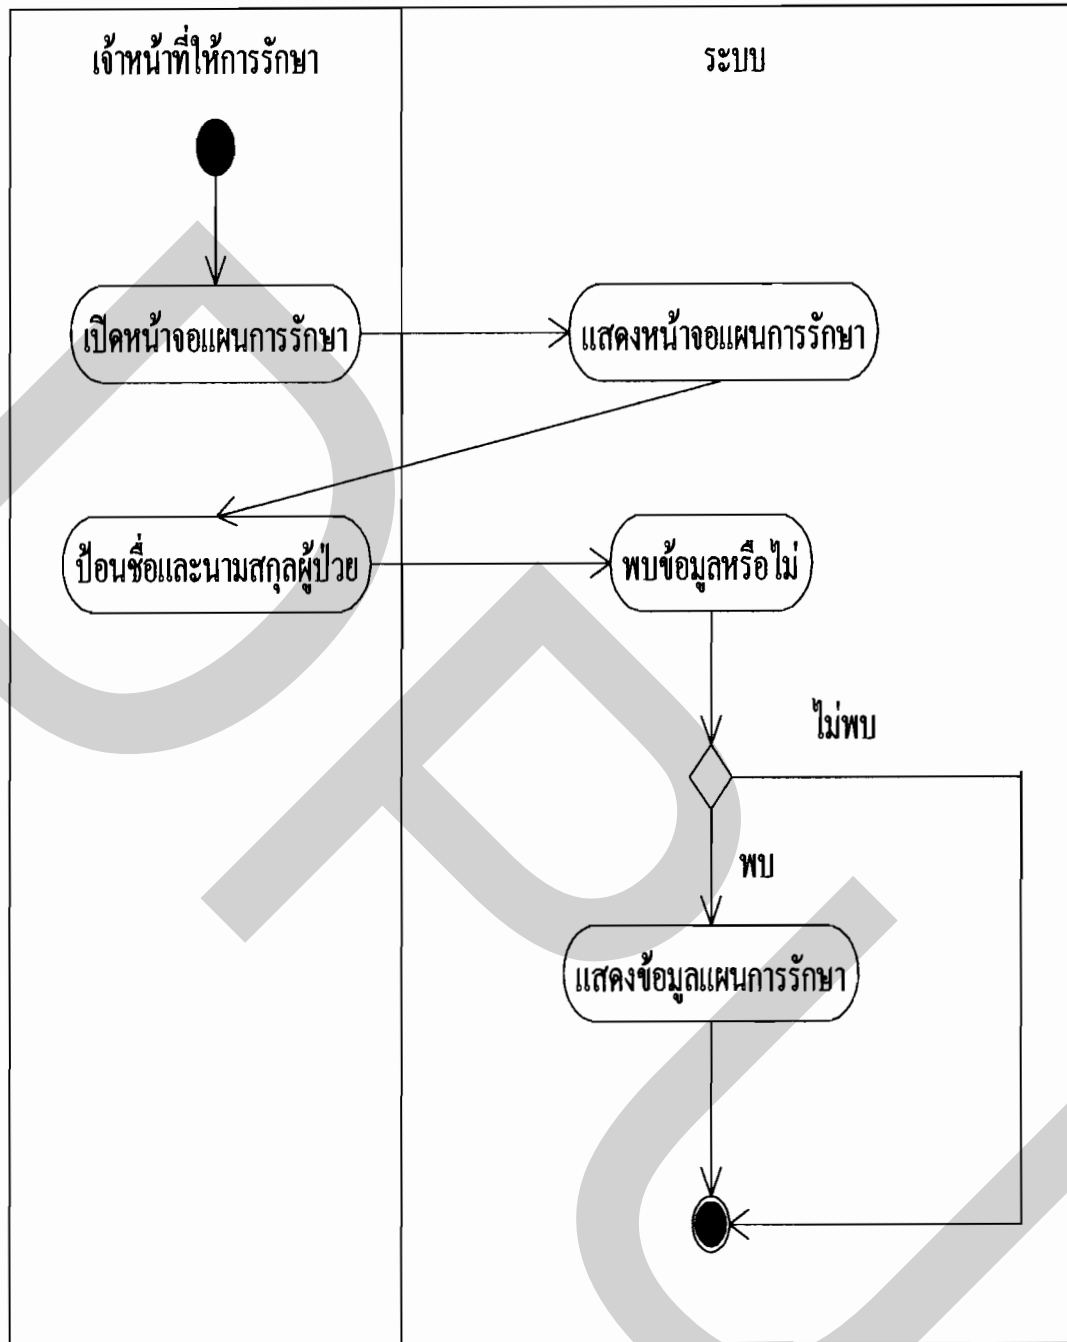 เจ้าหน้าที่ให้การรักษา
ระบบ
เปิดหน้าจอแผนการรักษา
แสดงหน้าจอแผนการรักษา
ป้อนชื่อและนามสกุลผู้ป่วย
พบข้อมูลหรือไม่
ไม่พบ
พบ
แสดงข้อมูลแผนการรักษา